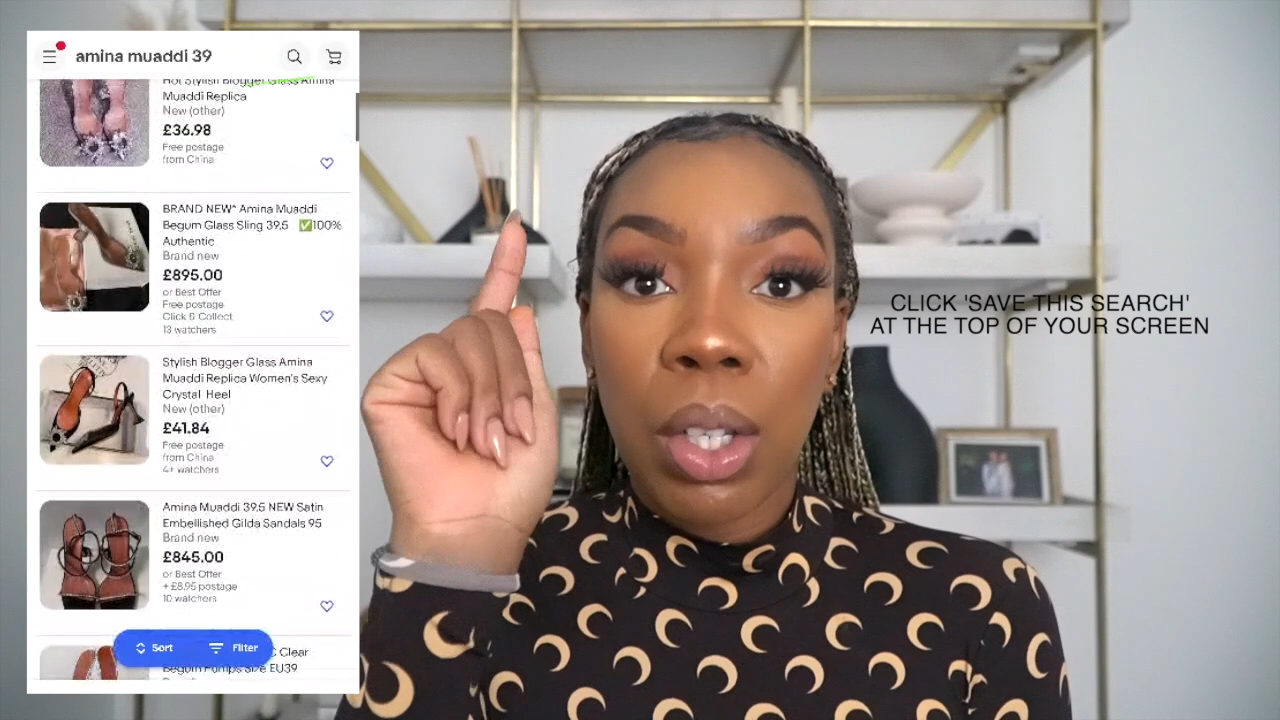 amina muaddi 39
Hot Stylish Blogger Glass Amina
Muaddi Replica
New (other)
£36.98
Free postage
from China
BRAND NEW* Amina Muaddi
Begum Glass Sling 39.5 ✅100%
Authentic
Brand new
£895.00
or Best Offer
Free postage
Click & Collect
13 watchers
Stylish Blogger Glass Amina
Muaddi Replica Women's Sexy
Crystal Heel
New (other)
£41.84
Free postage
from China
4+ watchers
Amina Muaddi 39.5 NEW Satin
Embellished Gilda Sandals 95
Brand new
£845.00
or Best Offer
+ £8.95 postage
10 watchers
Sort
Filter
Clear
Begum Pumps Size EU39
CLICK 'SAVE THIS SEARCH'
AT THE TOP OF YOUR SCREEN